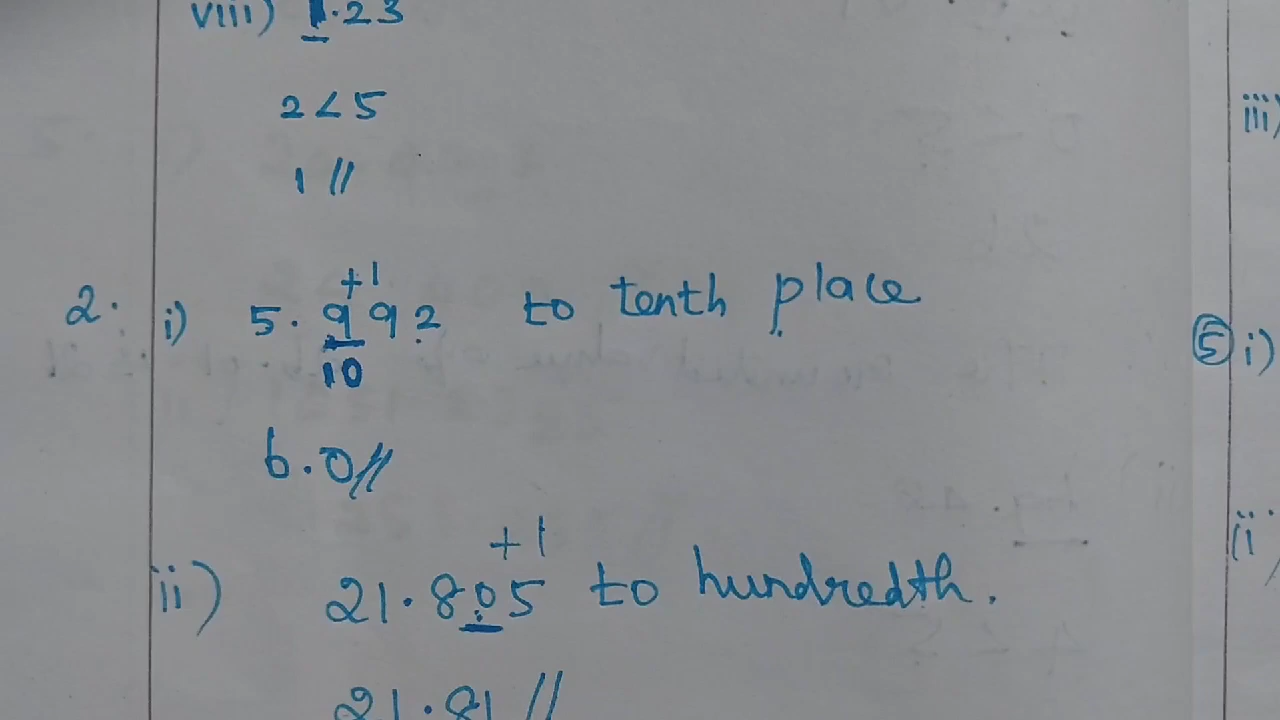 viii) 1.23
2 < 5
1 //
+1
2. i) 5.992 to tenth place
10
6.0//
+1
ii) 21.805 to hundredth.
21.81 //
iii)
5 i)
ii